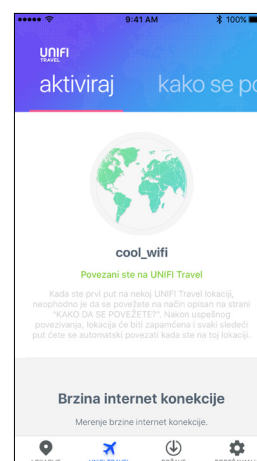 9:41 AM 100%
UNIFI
TRAVEL
aktiviraj kako se po
cool_wifi
Povezani ste na UNIFI Travel
Kada ste prvi put na nekoj UNIFI Travel lokaciji,
neophodno je da se povežete na način opisan na strani
"KAKO DA SE POVEŽETE?". Nakon uspešnog
povezivanja, lokacija će biti zapamćena i svaki sledeći
put ćete se automatski povezati kada ste na toj lokaciji.
Brzina internet konekcije
Merenje brzine internet konekcije.